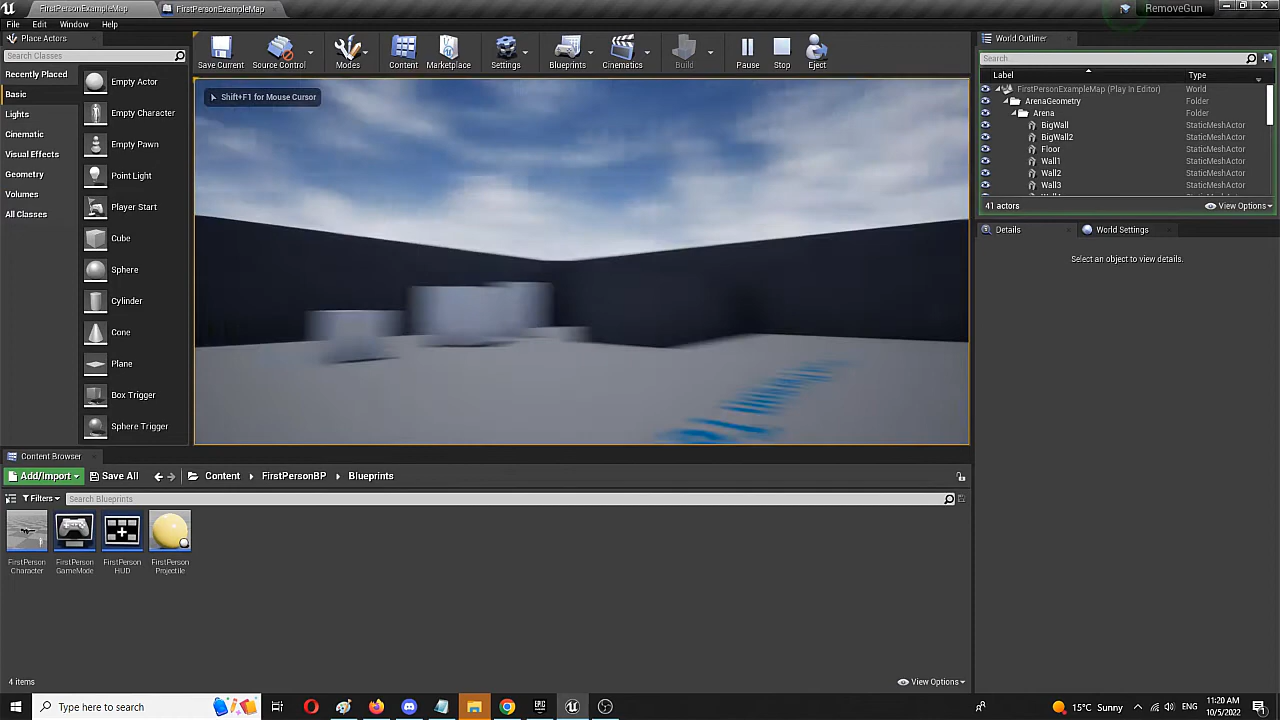 FirstPersonExampleMap
FirstPersonExampleMap
RemoveGun
File Edit Window Help
Place Actors
Search Classes
Recently Placed
Basic
Lights
Cinematic
Visual Effects
Geometry
Volumes
All Classes
Empty Actor
Empty Character
Empty Pawn
Point Light
Player Start
Cube
Sphere
Cylinder
Cone
Plane
Box Trigger
Sphere Trigger
Save Current
Source Control
Modes
Content
Marketplace
Settings
Blueprints
Cinematics
Build
Pause
Stop
Eject
Shift+F1 for Mouse Cursor
World Outliner
Search
Label Type
FirstPersonExampleMap (Play In Editor) World
ArenaGeometry Folder
Arena Folder
BigWall StaticMeshActor
BigWall2 StaticMeshActor
Floor StaticMeshActor
Wall1 StaticMeshActor
Wall2 StaticMeshActor
Wall3 StaticMeshActor
41 actors
View Options
Details
World Settings
Select an object to view details.
Content Browser
Add/Import
Save All
Content
FirstPersonBP
Blueprints
Filters
Search Blueprints
FirstPerson
Character
FirstPerson
GameMode
FirstPerson
HUD
FirstPerson
Projectile
4 items
View Options
Type here to search
EPIC
15°C Sunny
ENG
11:20 AM
10/5/2022